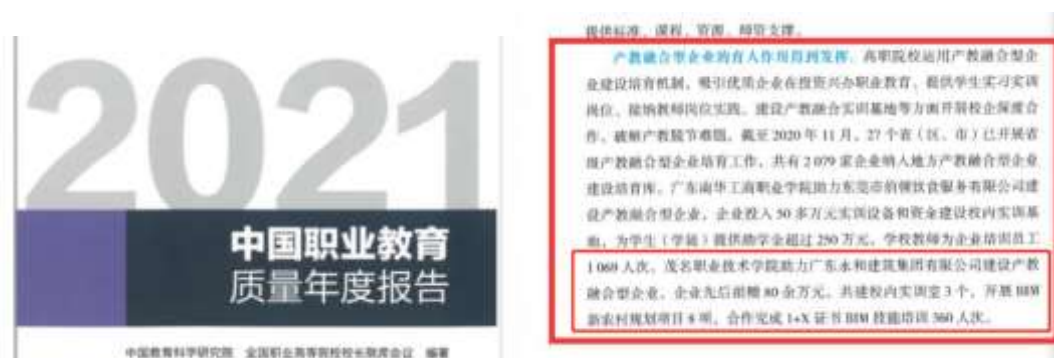 2021
中国职业教育
质量年度报告
中国教育科学研究院 全国职业高等院校校长联席会议 编著
提供标准、课程、资源、师资支撑。
产教融合型企业的育人作用得到发挥。高职院校运用产教融合型企
业建设培育机制,吸引优质企业在投资兴办职业教育、提供学生实习实训
岗位、接纳教师岗位实践、建设产教融合实训基地等方面开展校企深度合
作,破解产教脱节难题。截至 2020 年 11 月,27 个省(区、市)已开展省
级产教融合型企业培育工作,共有 2 079 家企业纳入地方产教融合型企业
建设培育库。广东南华工商职业学院助力东莞市的饮食服务有限公司建
设产教融合型企业,企业投入 50 多万元实训设备和资金建设校内实训基
地,为学生(学徒)提供助学金超过 250 万元,学校教师为企业培训员工
1 069 人次。茂名职业技术学院助力广东永和建筑集团有限公司建设产教
融合型企业,企业先后捐赠 80 余万元,共建校内实训室 3 个,开展 BIM
新农村规划项目 8 项,合作完成 1+X 证书 BIM 技能培训 360 人次。